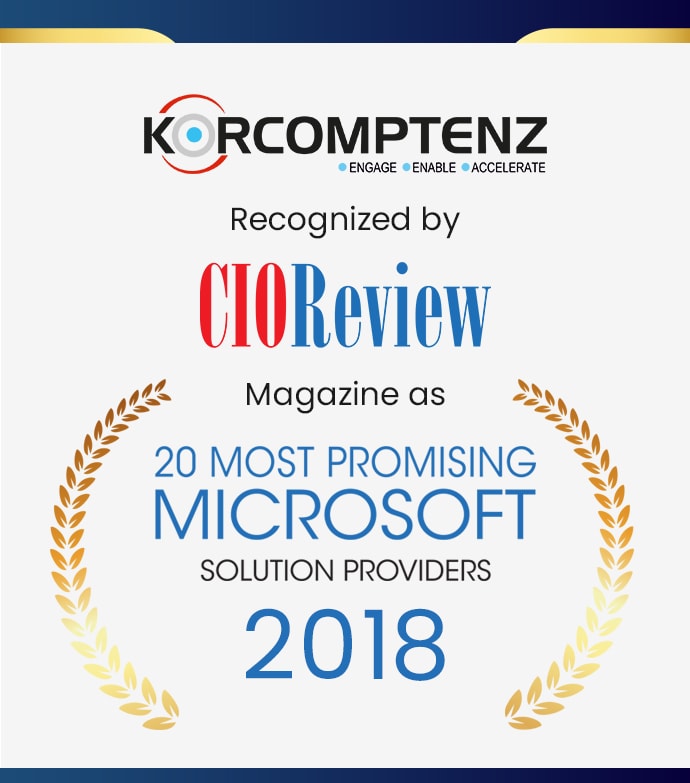 KORCOMPTENZ
ENGAGE ENABLE ACCELERATE
Recognized by
CIOReview
Magazine as
20 MOST PROMISING
MICROSOFT
SOLUTION PROVIDERS
2018